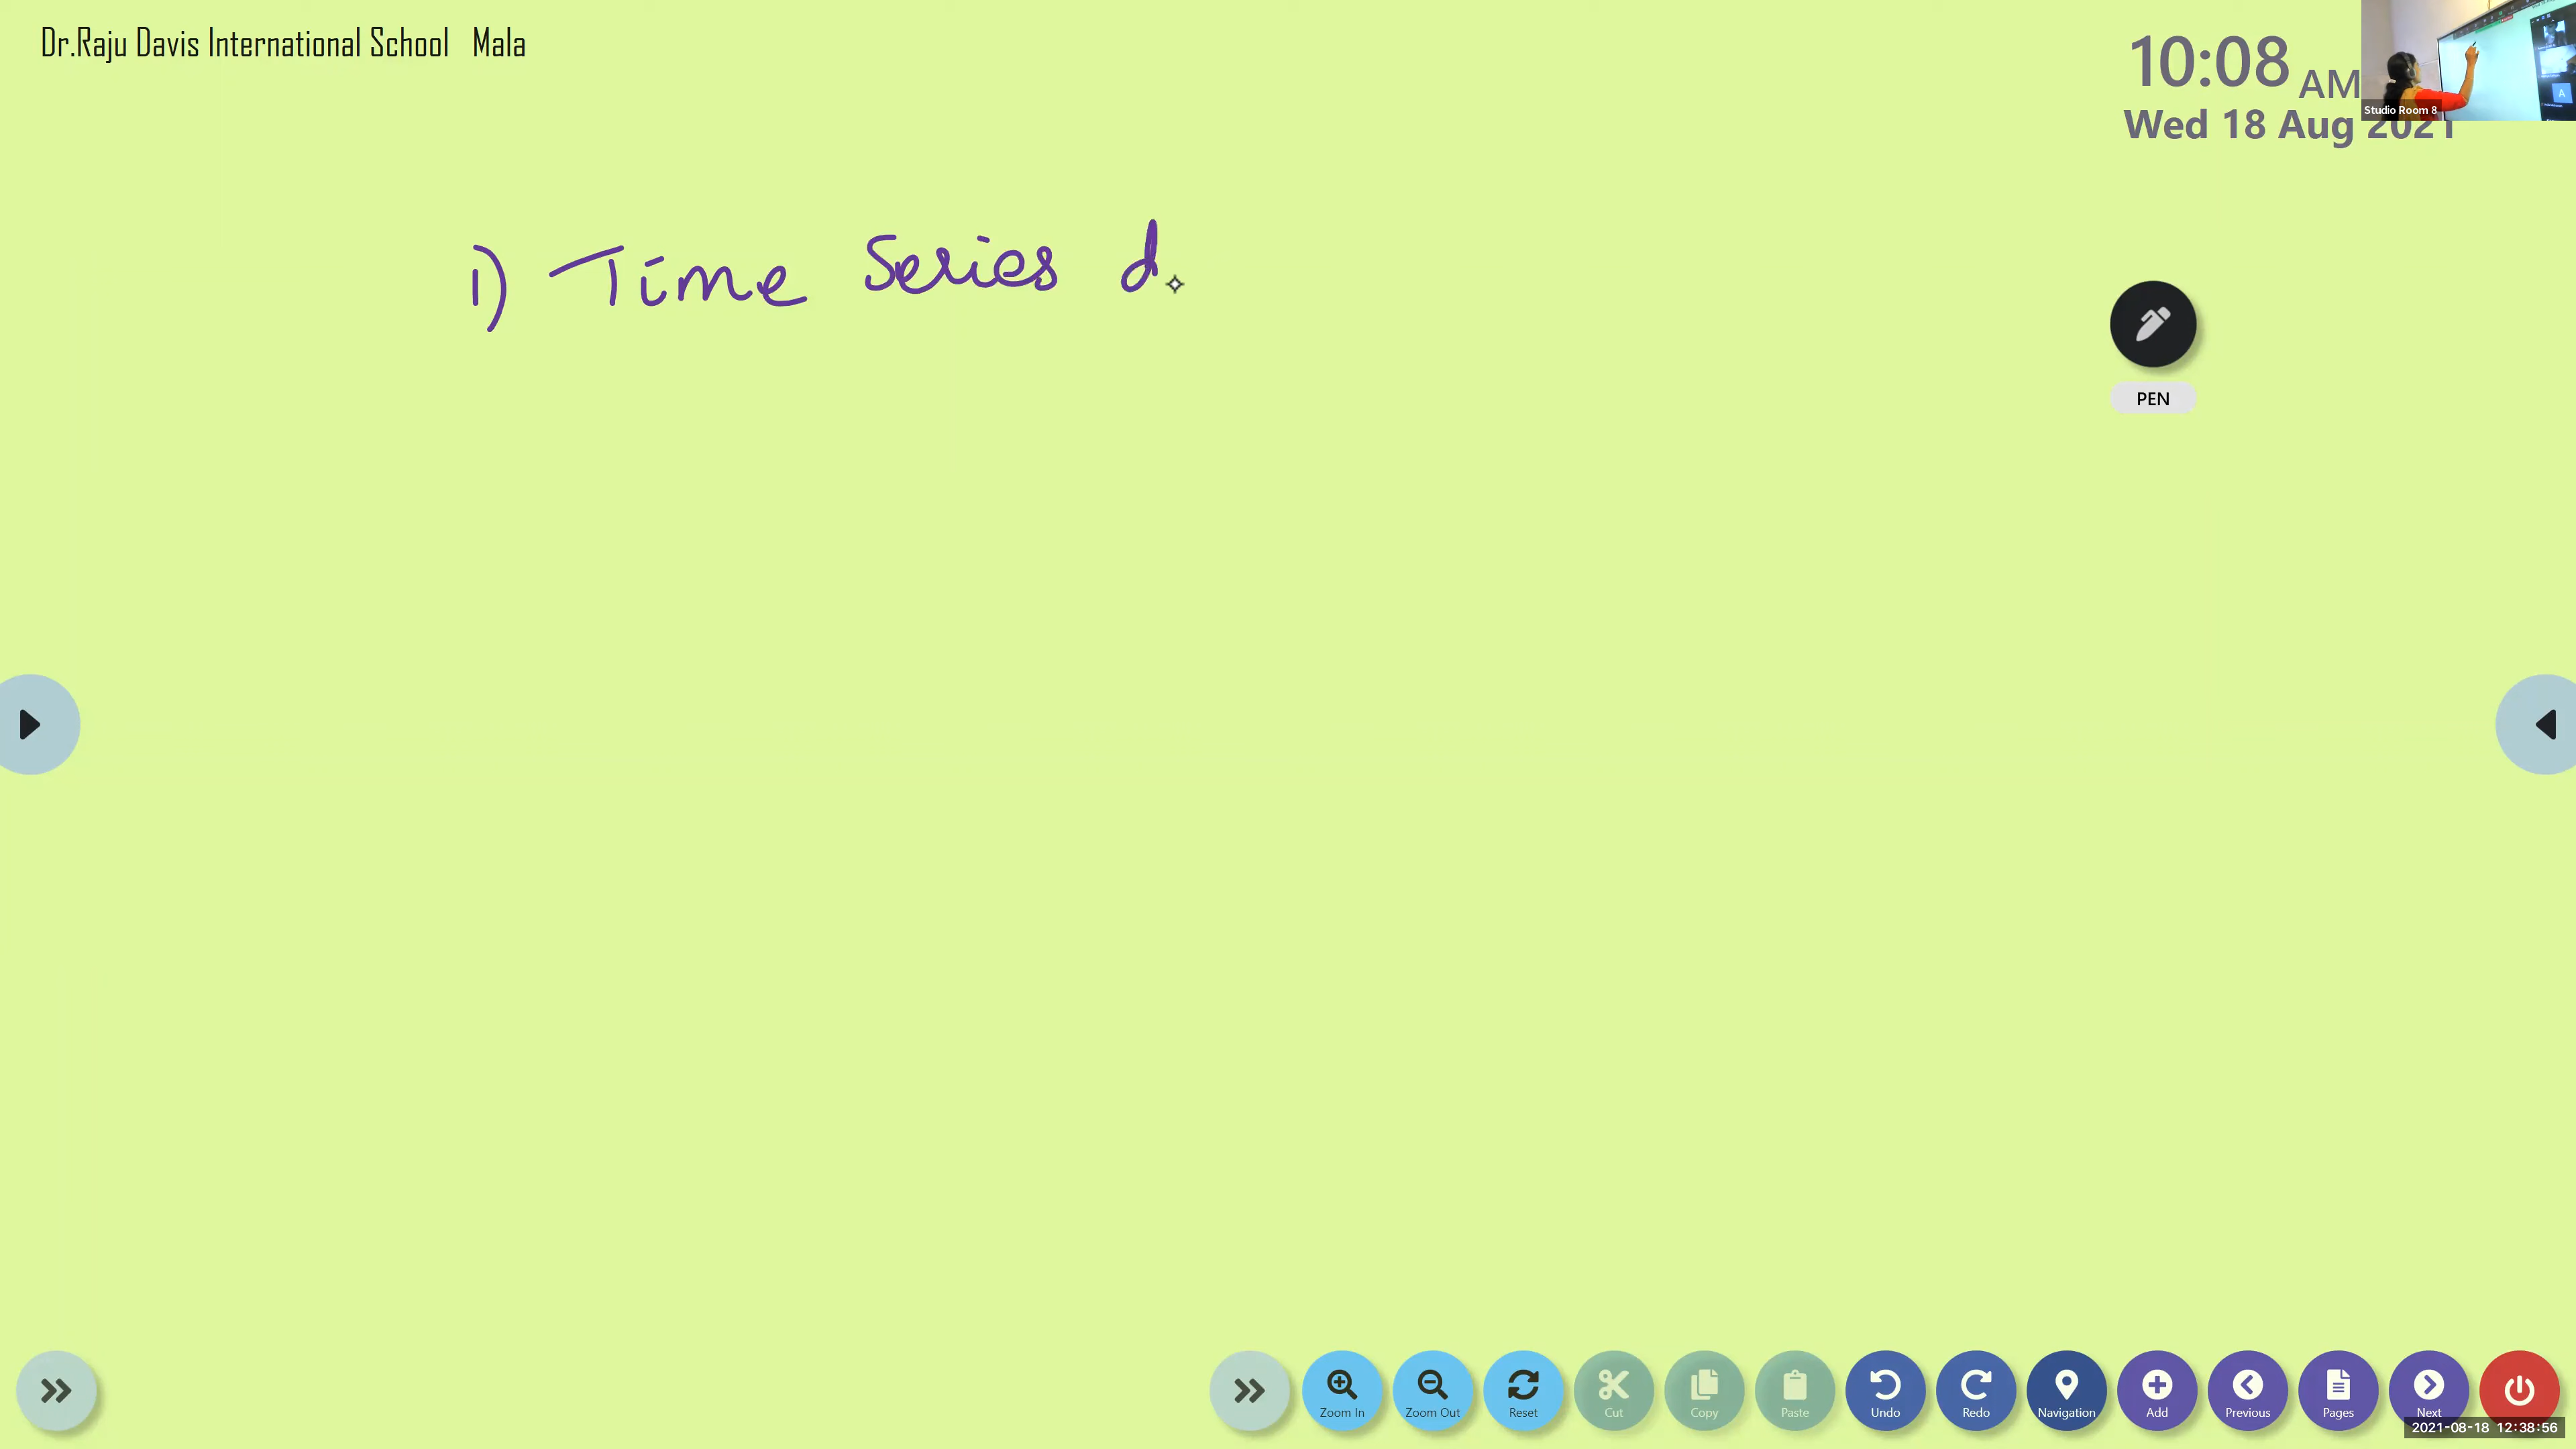 Dr.Raju Davis International School Mala
10:08 AM
Wed 18 Aug 2021
Studio Room 8
1) Time Series d
PEN
Zoom In Zoom Out Reset Cut Copy Paste Undo Redo Navigation Add Previous Pages Next
2021-08-18 12:38:56